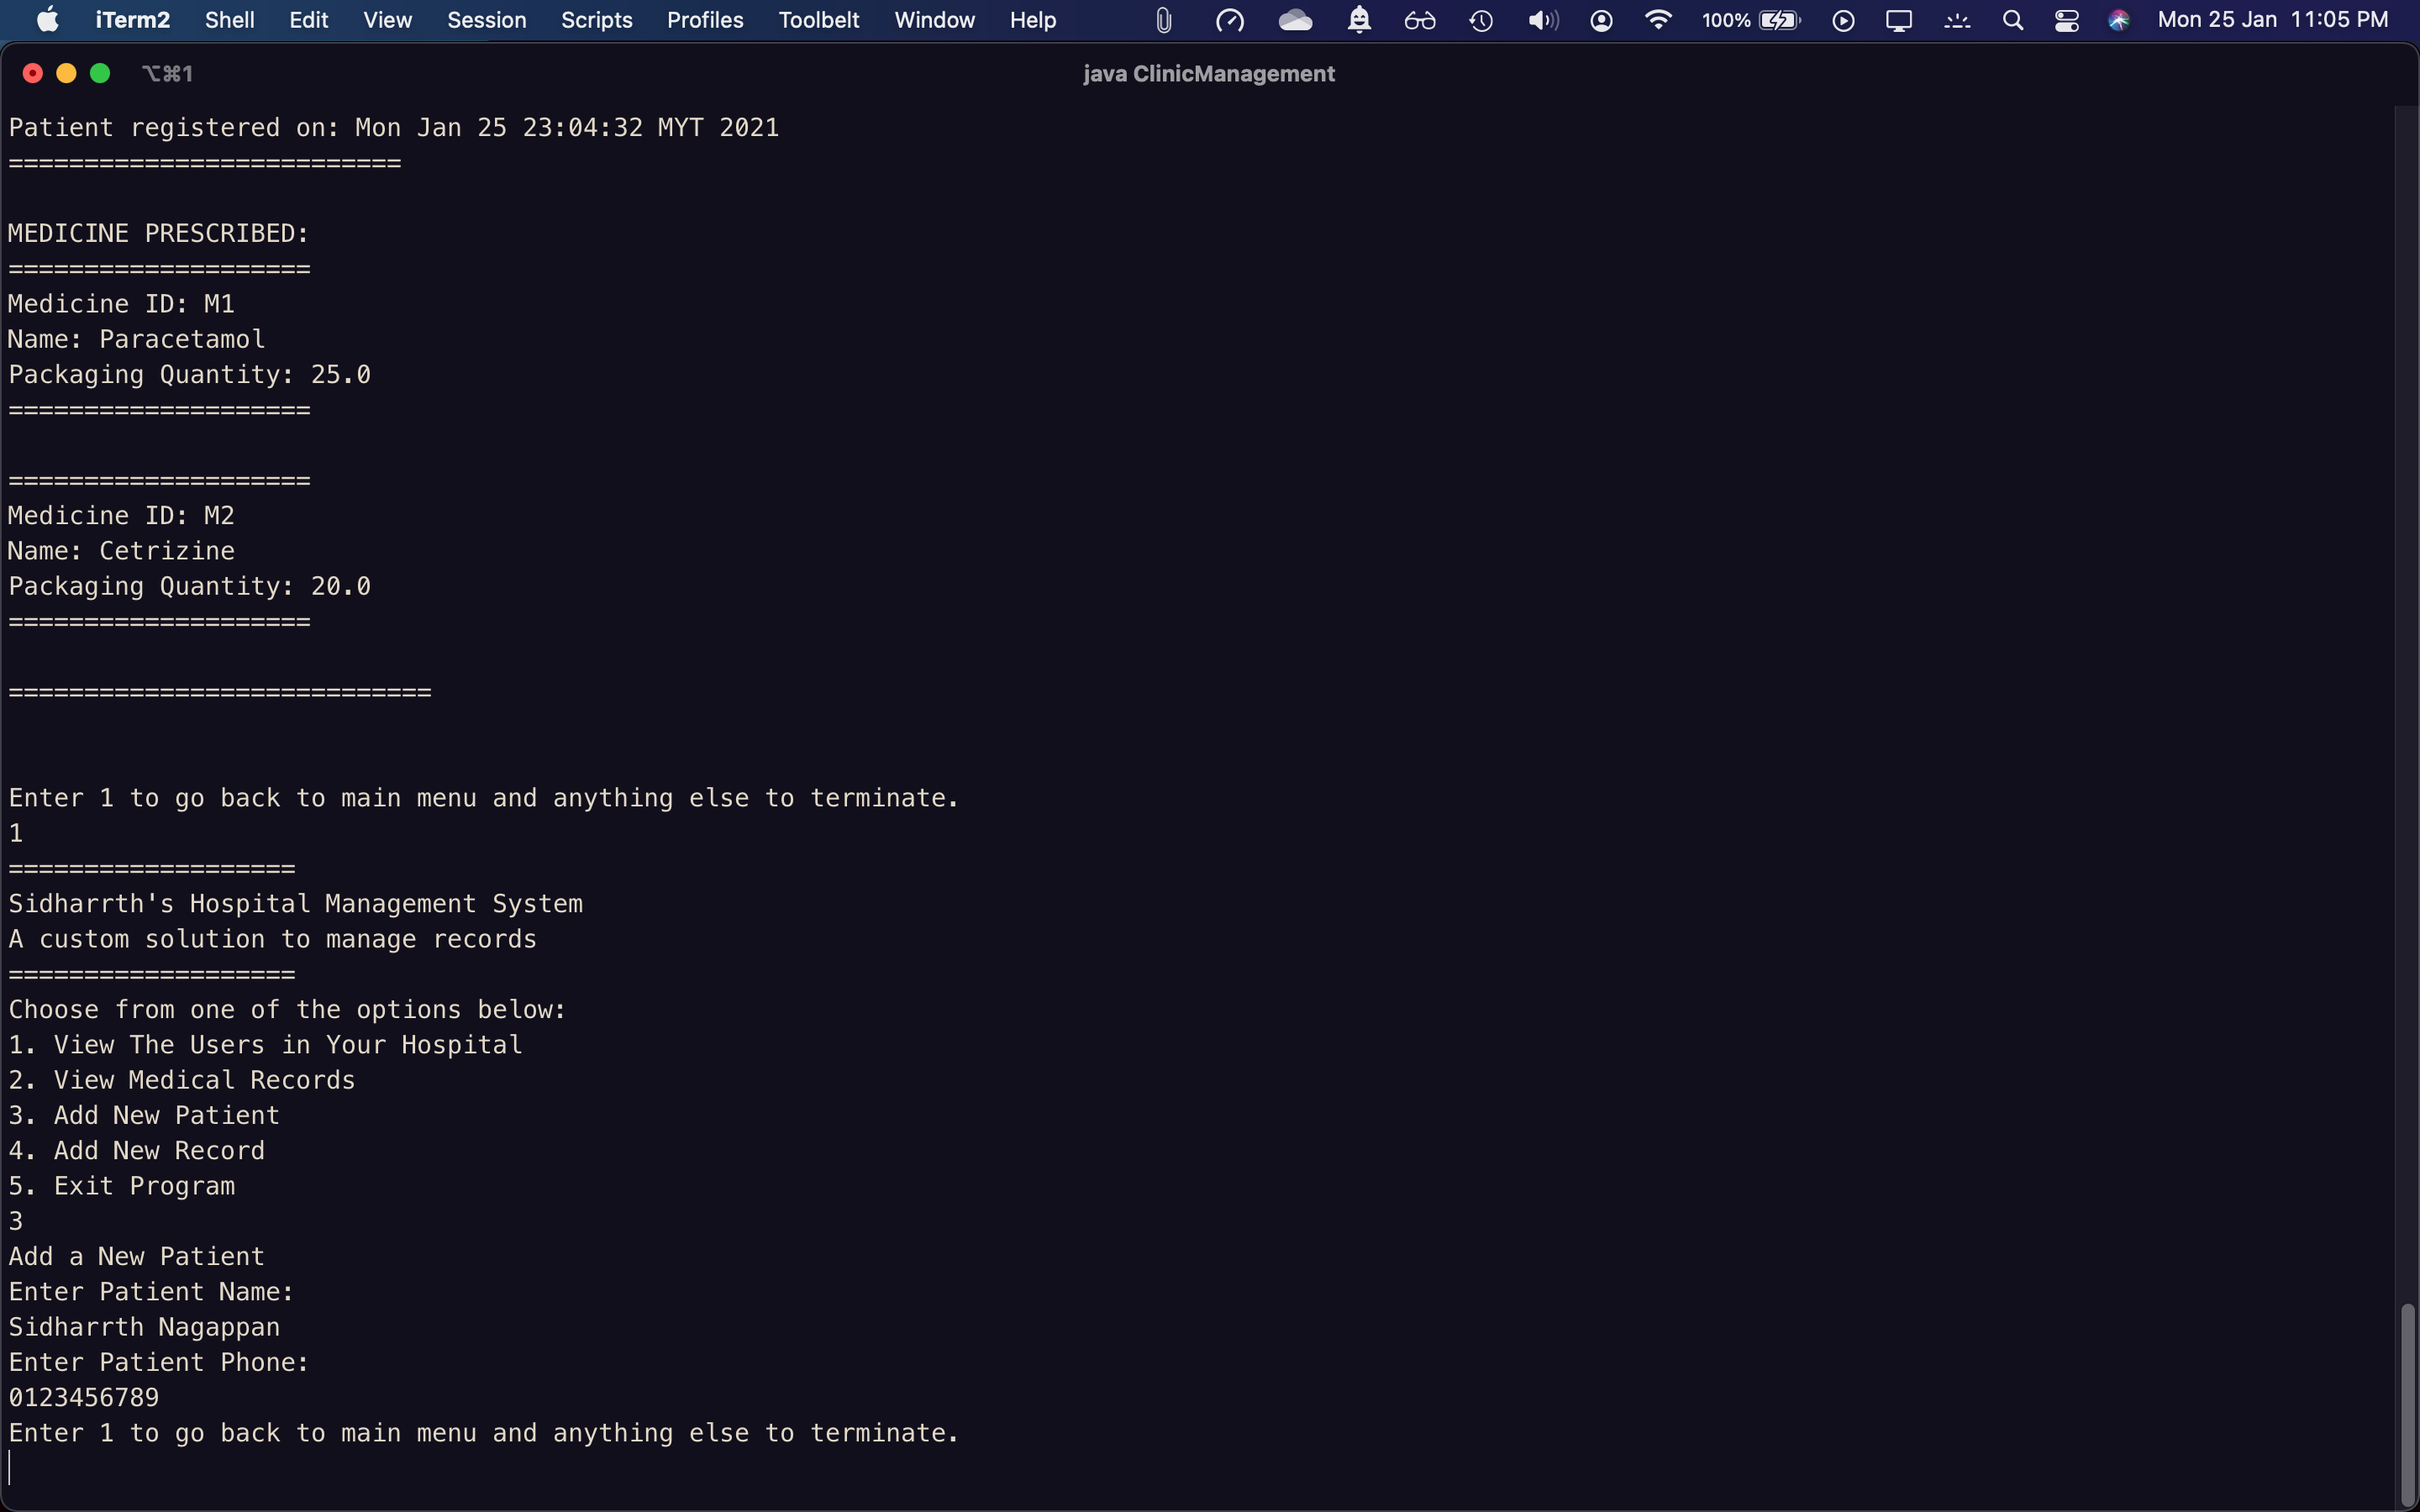 iTerm2 Shell Edit View Session Scripts Profiles Toolbelt Window Help 100% Mon 25 Jan 11:05 PM
⌥⌘1 java ClinicManagement
Patient registered on: Mon Jan 25 23:04:32 MYT 2021
==========================
MEDICINE PRESCRIBED:
====================
Medicine ID: M1
Name: Paracetamol
Packaging Quantity: 25.0
====================
====================
Medicine ID: M2
Name: Cetrizine
Packaging Quantity: 20.0
====================
============================
Enter 1 to go back to main menu and anything else to terminate.
1
===================
Sidharrth's Hospital Management System
A custom solution to manage records
===================
Choose from one of the options below:
1. View The Users in Your Hospital
2. View Medical Records
3. Add New Patient
4. Add New Record
5. Exit Program
3
Add a New Patient
Enter Patient Name:
Sidharrth Nagappan
Enter Patient Phone:
0123456789
Enter 1 to go back to main menu and anything else to terminate.